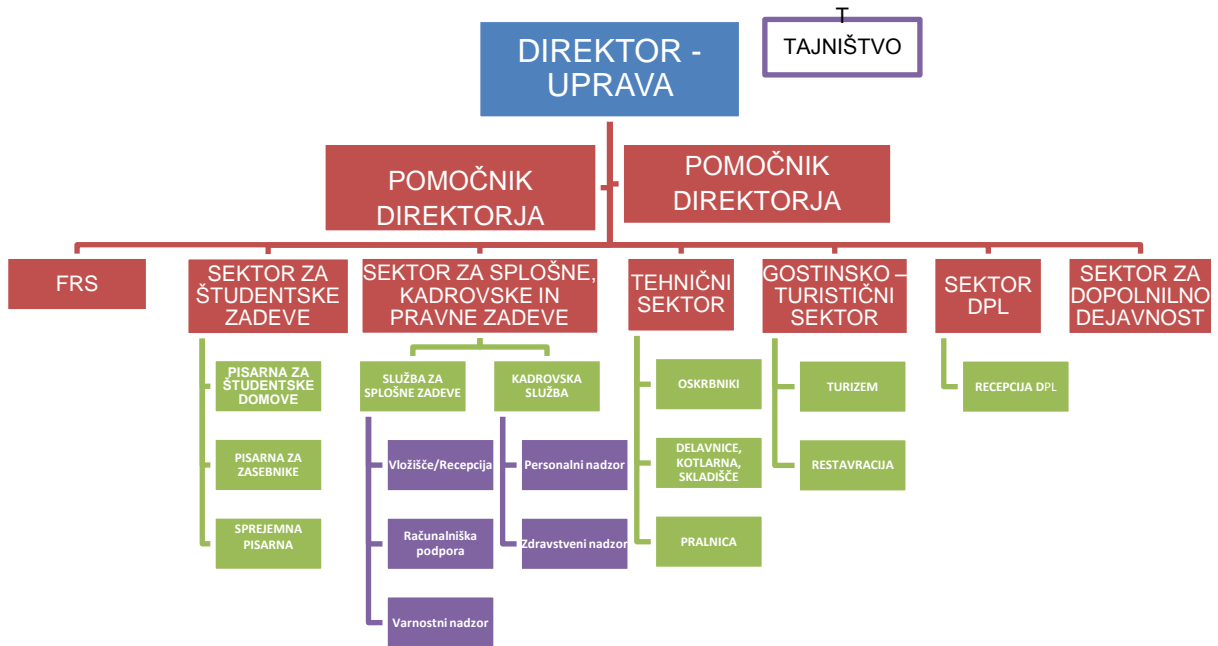 T
TAJNIŠTVO
DIREKTOR -
UPRAVA
POMOČNIK
DIREKTORJA
POMOČNIK
DIREKTORJA
FRS
SEKTOR ZA
ŠTUDENTSKE
ZADEVE
SEKTOR ZA SPLOŠNE,
KADROVSKE IN
PRAVNE ZADEVE
TEHNIČNI
SEKTOR
GOSTINSKO –
TURISTIČNI
SEKTOR
SEKTOR
DPL
SEKTOR ZA
DOPOLNILNO
DEJAVNOST
PISARNA ZA
ŠTUDENTSKE
DOMOVE
PISARNA ZA
ZASEBNIKE
SPREJEMNA
PISARNA
SLUŽBA ZA
SPLOŠNE ZADEVE
Vložišče/Recepcija
Računalniška
podpora
Varnostni nadzor
KADROVSKA
SLUŽBA
Personalni nadzor
Zdravstveni nadzor
OSKRBNIKI
DELAVNICE,
KOTLARNA,
SKLADIŠČE
PRALNICA
TURIZEM
RESTAVRACIJA
RECEPCIJA DPL